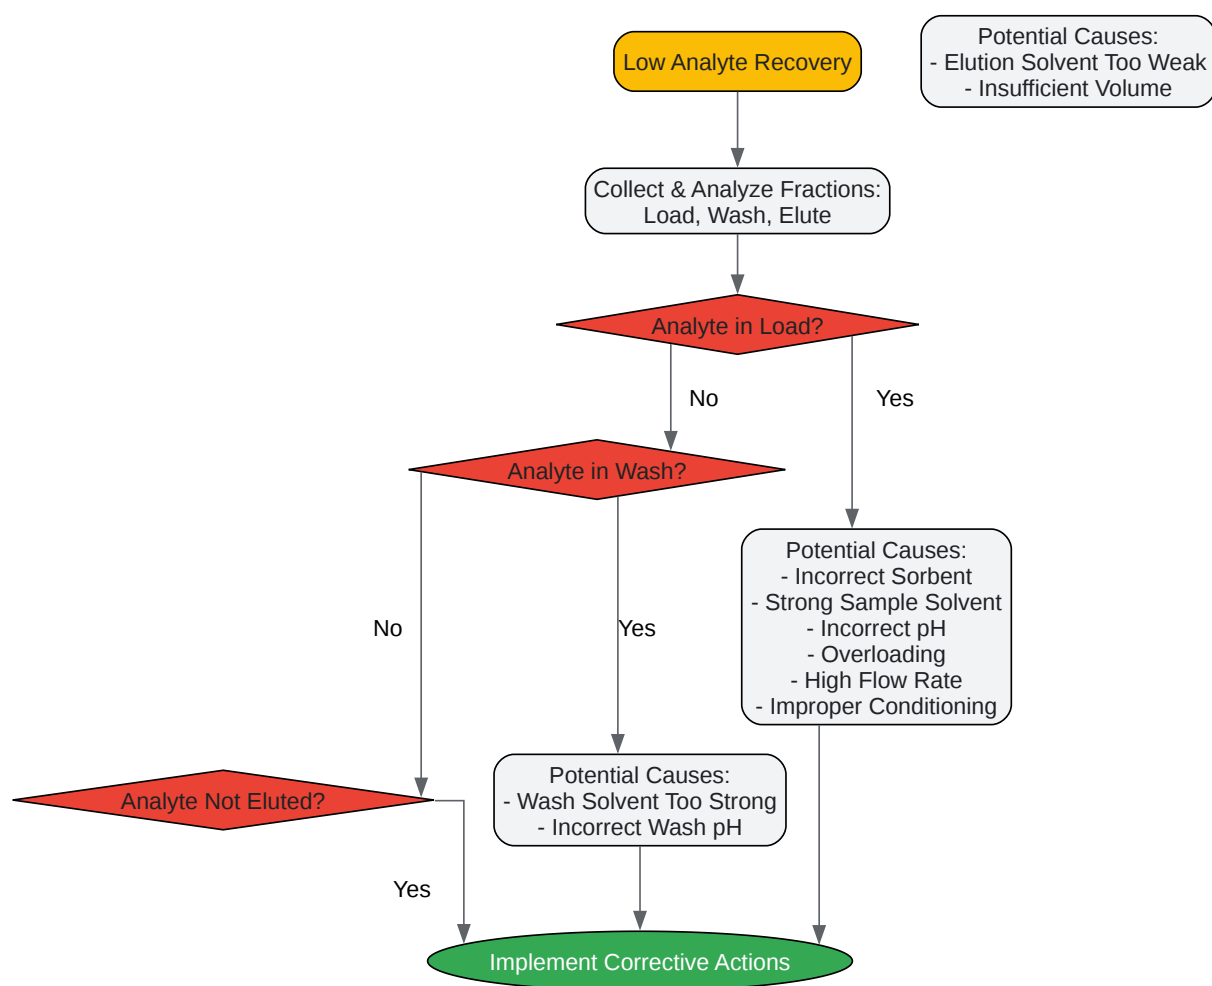 Low Analyte Recovery
Potential Causes:
- Elution Solvent Too Weak
- Insufficient Volume
Collect & Analyze Fractions:
Load, Wash, Elute
Analyte in Load?
No
Yes
Analyte in Wash?
Potential Causes:
- Incorrect Sorbent
- Strong Sample Solvent
- Incorrect pH
- Overloading
- High Flow Rate
- Improper Conditioning
No
Yes
Analyte Not Eluted?
Potential Causes:
- Wash Solvent Too Strong
- Incorrect Wash pH
Yes
Implement Corrective Actions